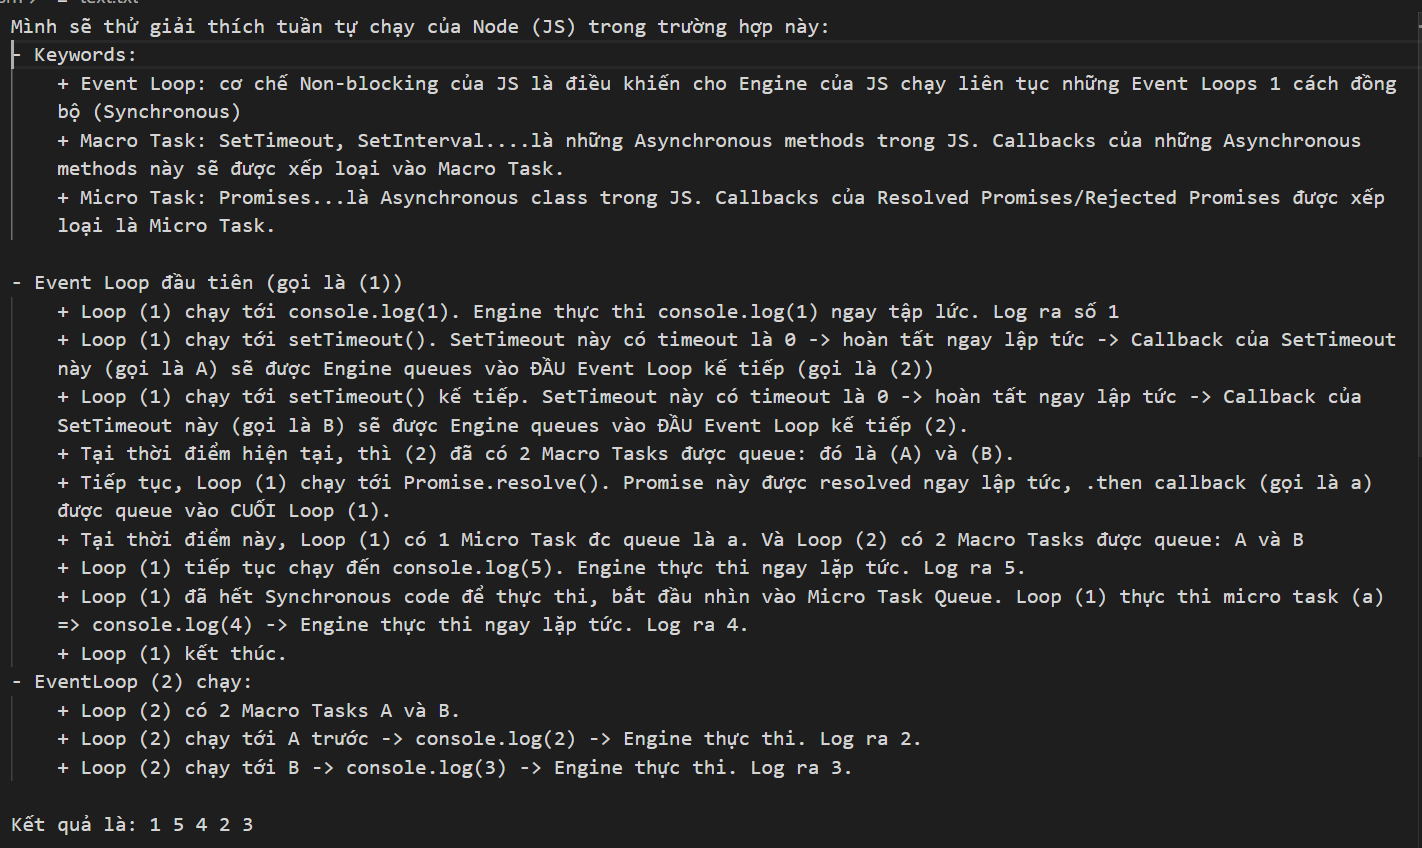 Mình sẽ thử giải thích tuần tự chạy của Node (JS) trong trường hợp này:
- Keywords:
+ Event Loop: cơ chế Non-blocking của JS là điều khiến cho Engine của JS chạy liên tục những Event Loops 1 cách đồng
bộ (Synchronous)
+ Macro Task: SetTimeout, SetInterval....là những Asynchronous methods trong JS. Callbacks của những Asynchronous
methods này sẽ được xếp loại vào Macro Task.
+ Micro Task: Promises...là Asynchronous class trong JS. Callbacks của Resolved Promises/Rejected Promises được xếp
loại là Micro Task.
- Event Loop đầu tiên (gọi là (1))
+ Loop (1) chạy tới console.log(1). Engine thực thi console.log(1) ngay tập lức. Log ra số 1
+ Loop (1) chạy tới setTimeout(). SetTimeout này có timeout là 0 -> hoàn tất ngay lập tức -> Callback của SetTimeout
này (gọi là A) sẽ được Engine queues vào ĐẦU Event Loop kế tiếp (gọi là (2))
+ Loop (1) chạy tới setTimeout() kế tiếp. SetTimeout này có timeout là 0 -> hoàn tất ngay lập tức -> Callback của
SetTimeout này (gọi là B) sẽ được Engine queues vào ĐẦU Event Loop kế tiếp (2).
+ Tại thời điểm hiện tại, thì (2) đã có 2 Macro Tasks được queue: đó là (A) và (B).
+ Tiếp tục, Loop (1) chạy tới Promise.resolve(). Promise này được resolved ngay lập tức, .then callback (gọi là a)
được queue vào CUỐI Loop (1).
+ Tại thời điểm này, Loop (1) có 1 Micro Task đc queue là a. Và Loop (2) có 2 Macro Tasks được queue: A và B
+ Loop (1) tiếp tục chạy đến console.log(5). Engine thực thi ngay lặp tức. Log ra 5.
+ Loop (1) đã hết Synchronous code để thực thi, bắt đầu nhìn vào Micro Task Queue. Loop (1) thực thi micro task (a)
=> console.log(4) -> Engine thực thi ngay lặp tức. Log ra 4.
+ Loop (1) kết thúc.
- EventLoop (2) chạy:
+ Loop (2) có 2 Macro Tasks A và B.
+ Loop (2) chạy tới A trước -> console.log(2) -> Engine thực thi. Log ra 2.
+ Loop (2) chạy tới B -> console.log(3) -> Engine thực thi. Log ra 3.
Kết quả là: 1 5 4 2 3